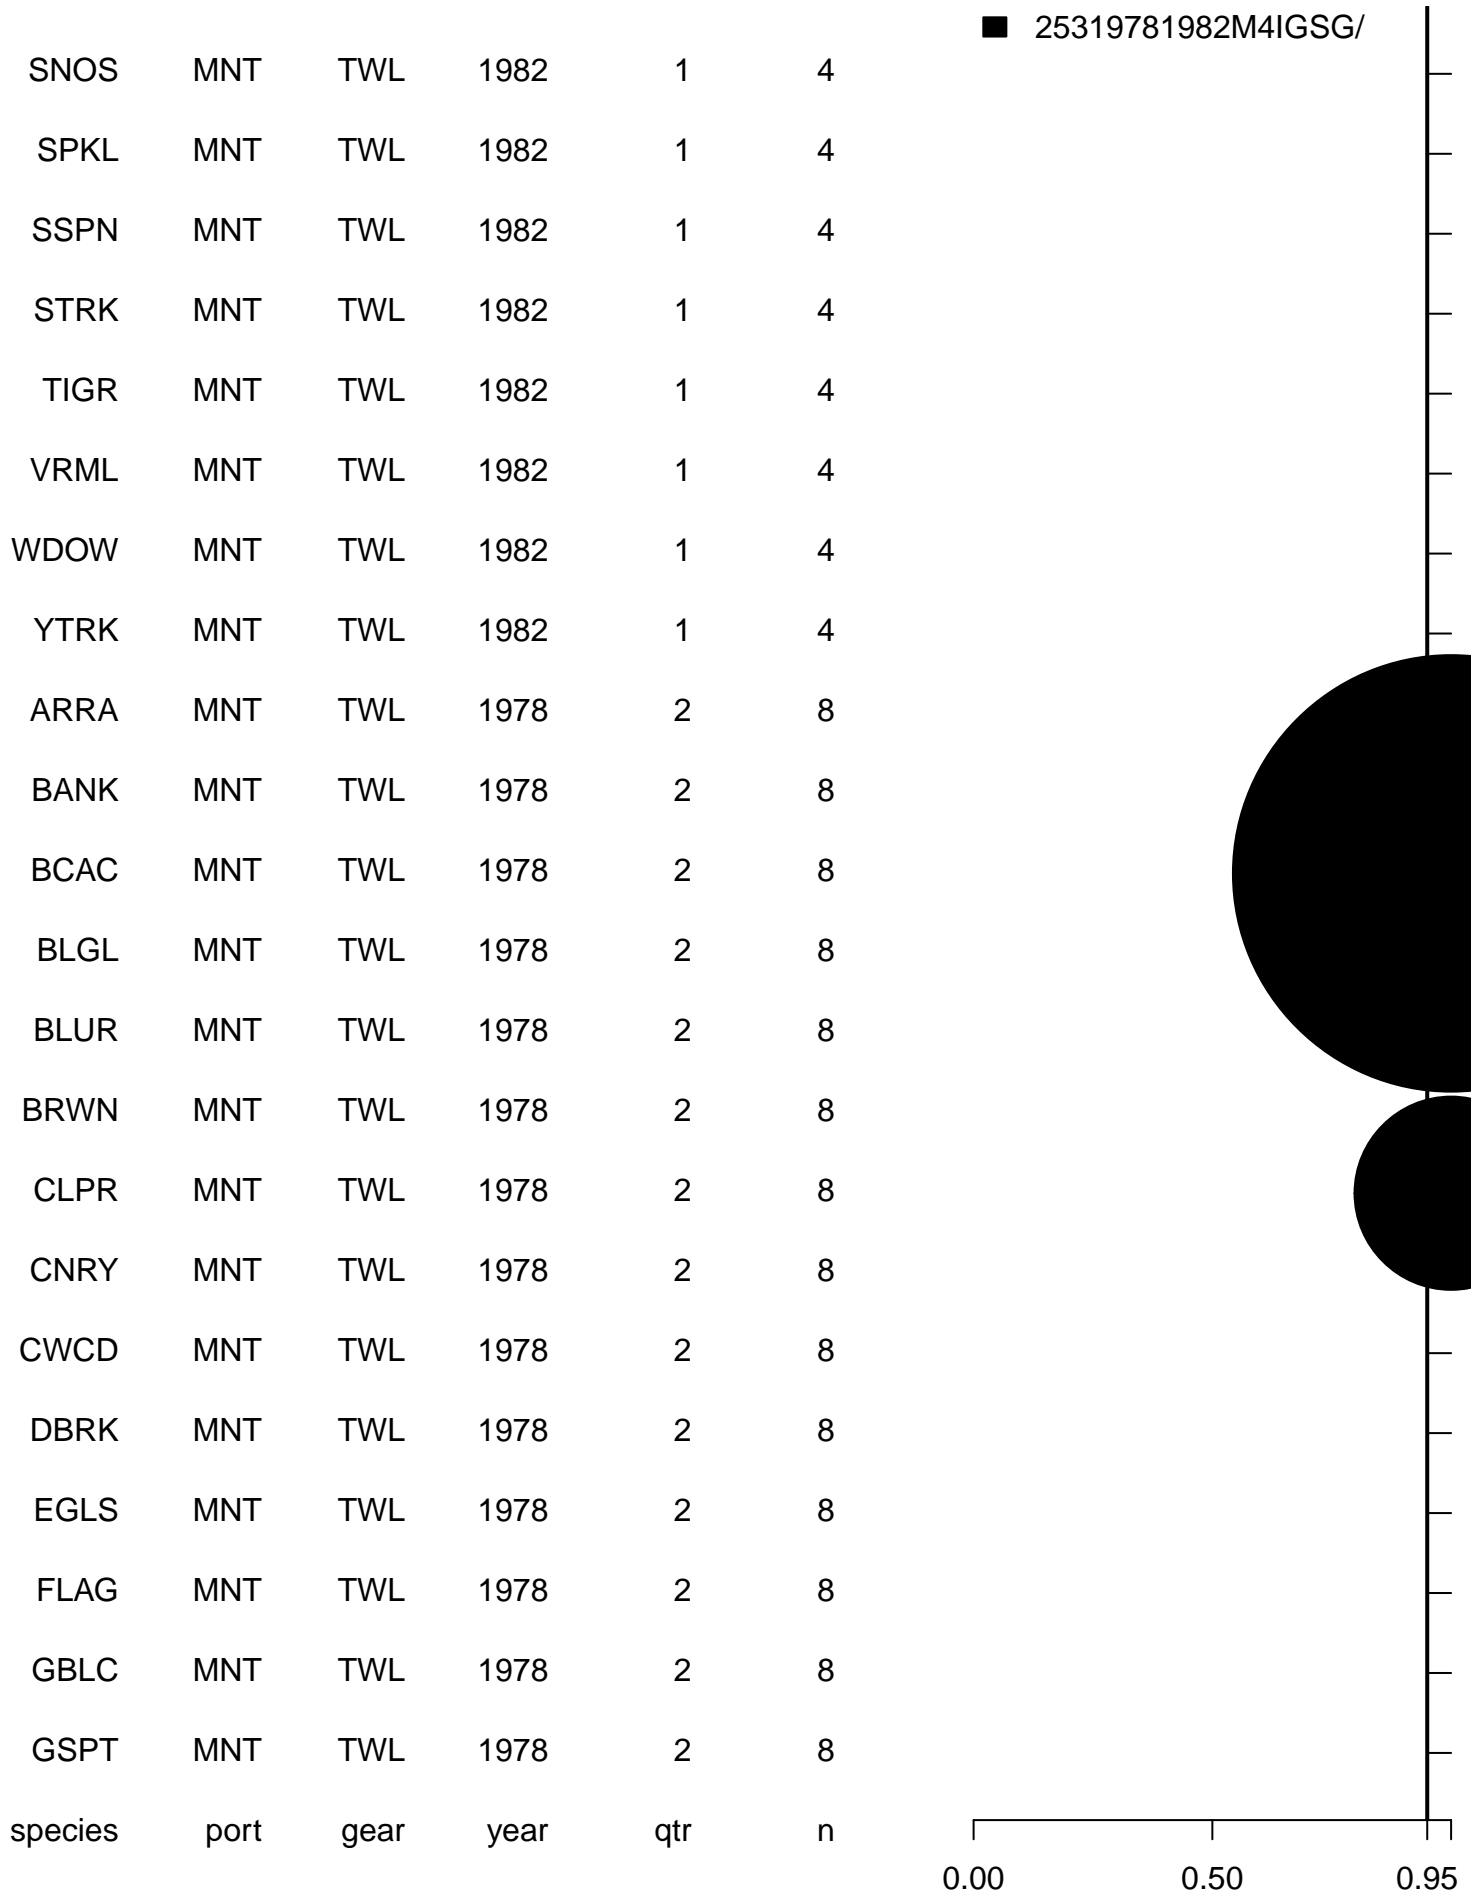 25319781982M4IGSG/
SNOS MNT TWL 1982 1 4
SPKL MNT TWL 1982 1 4
SSPN MNT TWL 1982 1 4
STRK MNT TWL 1982 1 4
TIGR MNT TWL 1982 1 4
VRML MNT TWL 1982 1 4
WDOW MNT TWL 1982 1 4
YTRK MNT TWL 1982 1 4
ARRA MNT TWL 1978 2 8
BANK MNT TWL 1978 2 8
BCAC MNT TWL 1978 2 8
BLGL MNT TWL 1978 2 8
BLUR MNT TWL 1978 2 8
BRWN MNT TWL 1978 2 8
CLPR MNT TWL 1978 2 8
CNRY MNT TWL 1978 2 8
CWCD MNT TWL 1978 2 8
DBRK MNT TWL 1978 2 8
EGLS MNT TWL 1978 2 8
FLAG MNT TWL 1978 2 8
GBLC MNT TWL 1978 2 8
GSPT MNT TWL 1978 2 8
species port gear year qtr n
0.00 0.50 0.95